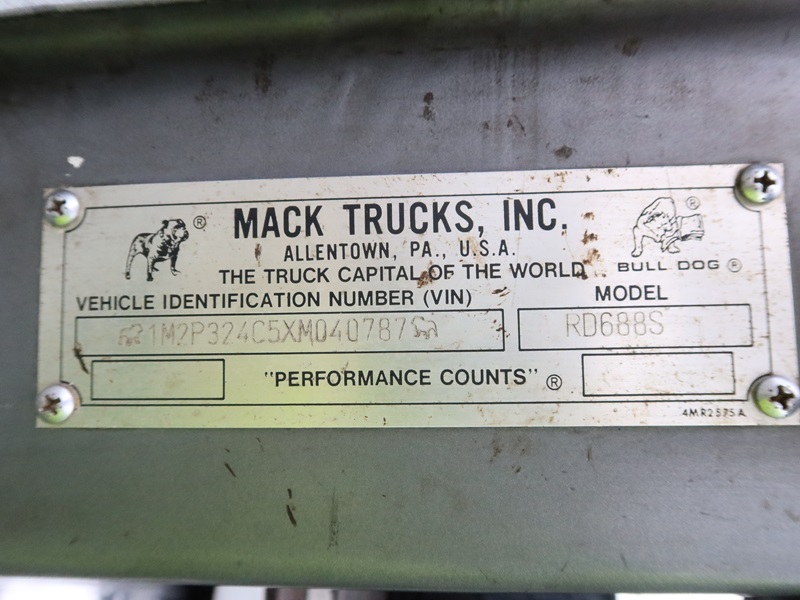 MACK TRUCKS, INC.
ALLENTOWN, PA., U.S.A.
THE TRUCK CAPITAL OF THE WORLD
BULL DOG ®
VEHICLE IDENTIFICATION NUMBER (VIN)
MODEL
1M2P324C5XM040787
RD688S
"PERFORMANCE COUNTS" ®
4MR2575A
®
®